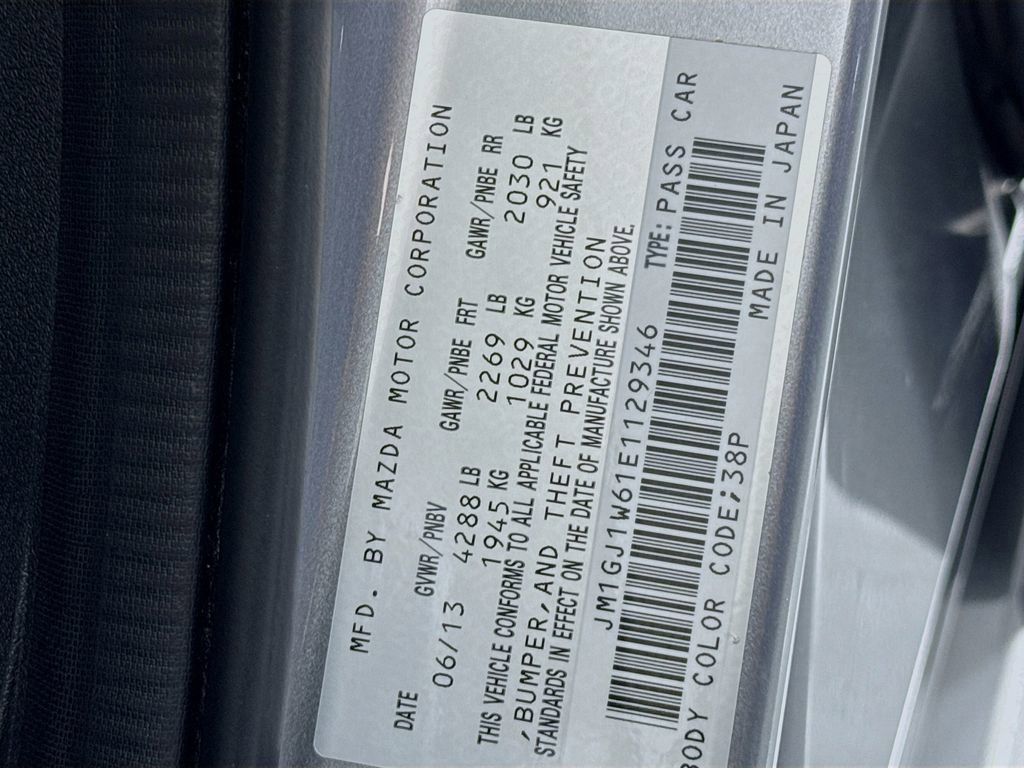 MFD. BY MAZDA MOTOR CORPORATION
DATE GVWR/PNBV GAWR/PNBE FRT GAWR/PNBE RR
06/13 4288 LB 2269 LB 2030 LB
1945 KG 1029 KG 921 KG
THIS VEHICLE CONFORMS TO ALL APPLICABLE FEDERAL MOTOR VEHICLE SAFETY
,BUMPER,AND THEFT PREVENTION
STANDARDS IN EFFECT ON THE DATE OF MANUFACTURE SHOWN ABOVE.
JM1GJ1W61E1129346 TYPE: PASS CAR
BODY COLOR CODE;38P MADE IN JAPAN